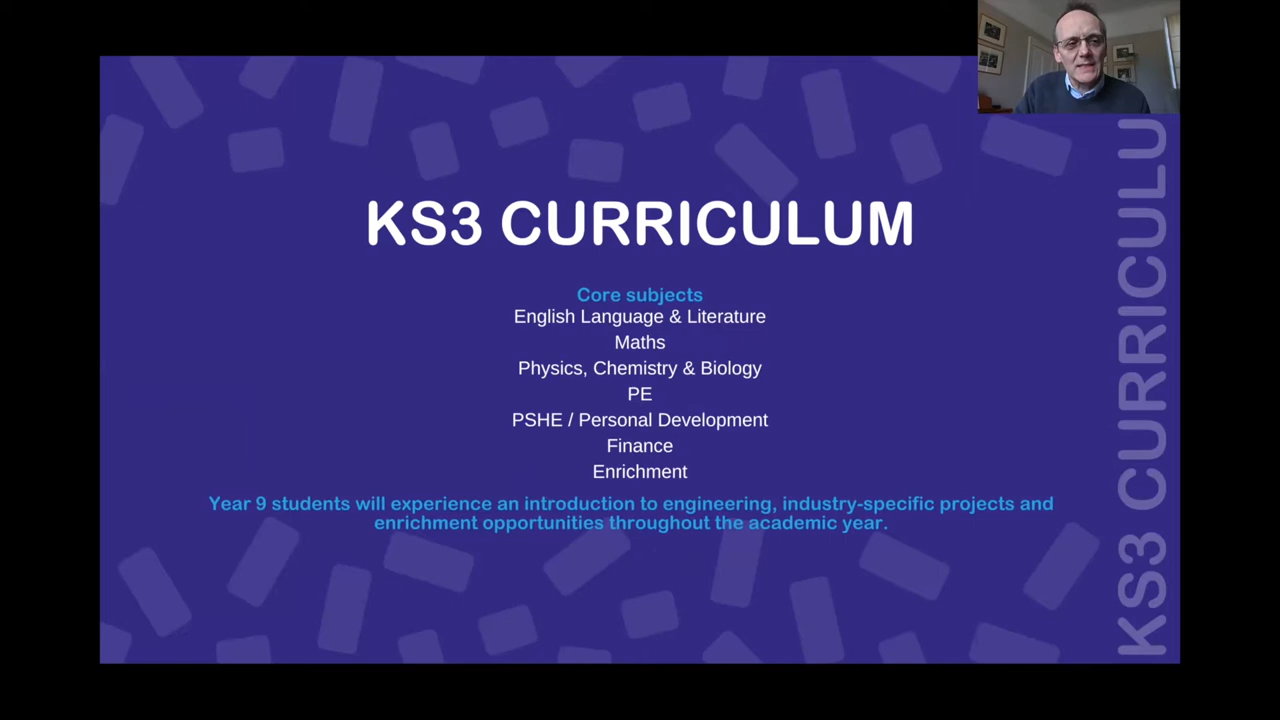 KS3 CURRICULUM
Core subjects
English Language & Literature
Maths
Physics, Chemistry & Biology
PE
PSHE / Personal Development
Finance
Enrichment
Year 9 students will experience an introduction to engineering, industry-specific projects and
enrichment opportunities throughout the academic year.
KS3 CURRICULU